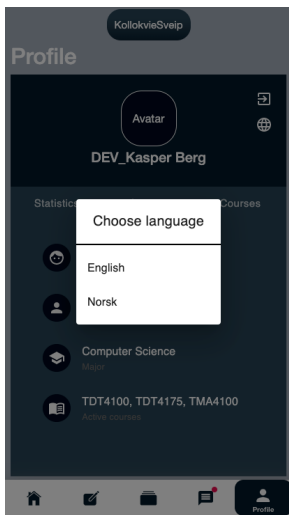 KollokvieSveip
Profile
Avatar
DEV_Kasper Berg
Statistics Courses
Choose language
English
Norsk
Computer Science
Major
TDT4100, TDT4175, TMA4100
Active courses
Profile